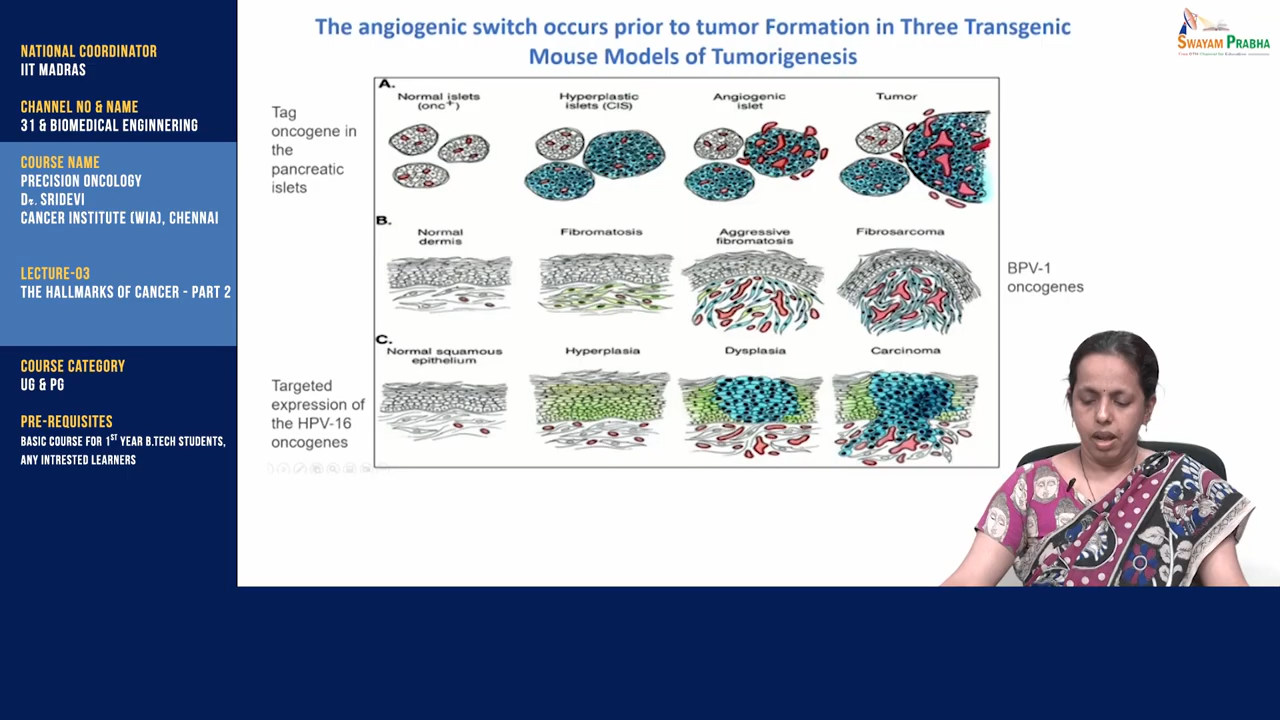 NATIONAL COORDINATOR
IIT MADRAS
CHANNEL NO & NAME
31 & BIOMEDICAL ENGINNERING
COURSE NAME
PRECISION ONCOLOGY
Dr. SRIDEVI
CANCER INSTITUTE (WIA), CHENNAI
LECTURE-03
THE HALLMARKS OF CANCER - PART 2
COURSE CATEGORY
UG & PG
PRE-REQUISITES
BASIC COURSE FOR 1ST YEAR B.TECH STUDENTS,
ANY INTRESTED LEARNERS
The angiogenic switch occurs prior to tumor Formation in Three Transgenic
Mouse Models of Tumorigenesis
SWAYAM PRABHA
Tag
oncogene in
the
pancreatic
islets
A.
Normal islets
(onc+)
Hyperplastic
islets (CIS)
Angiogenic
islet
Tumor
B.
Normal
dermis
Fibromatosis
Aggressive
fibromatosis
Fibrosarcoma
BPV-1
oncogenes
C.
Normal squamous
epithelium
Hyperplasia
Dysplasia
Carcinoma
Targeted
expression of
the HPV-16
oncogenes